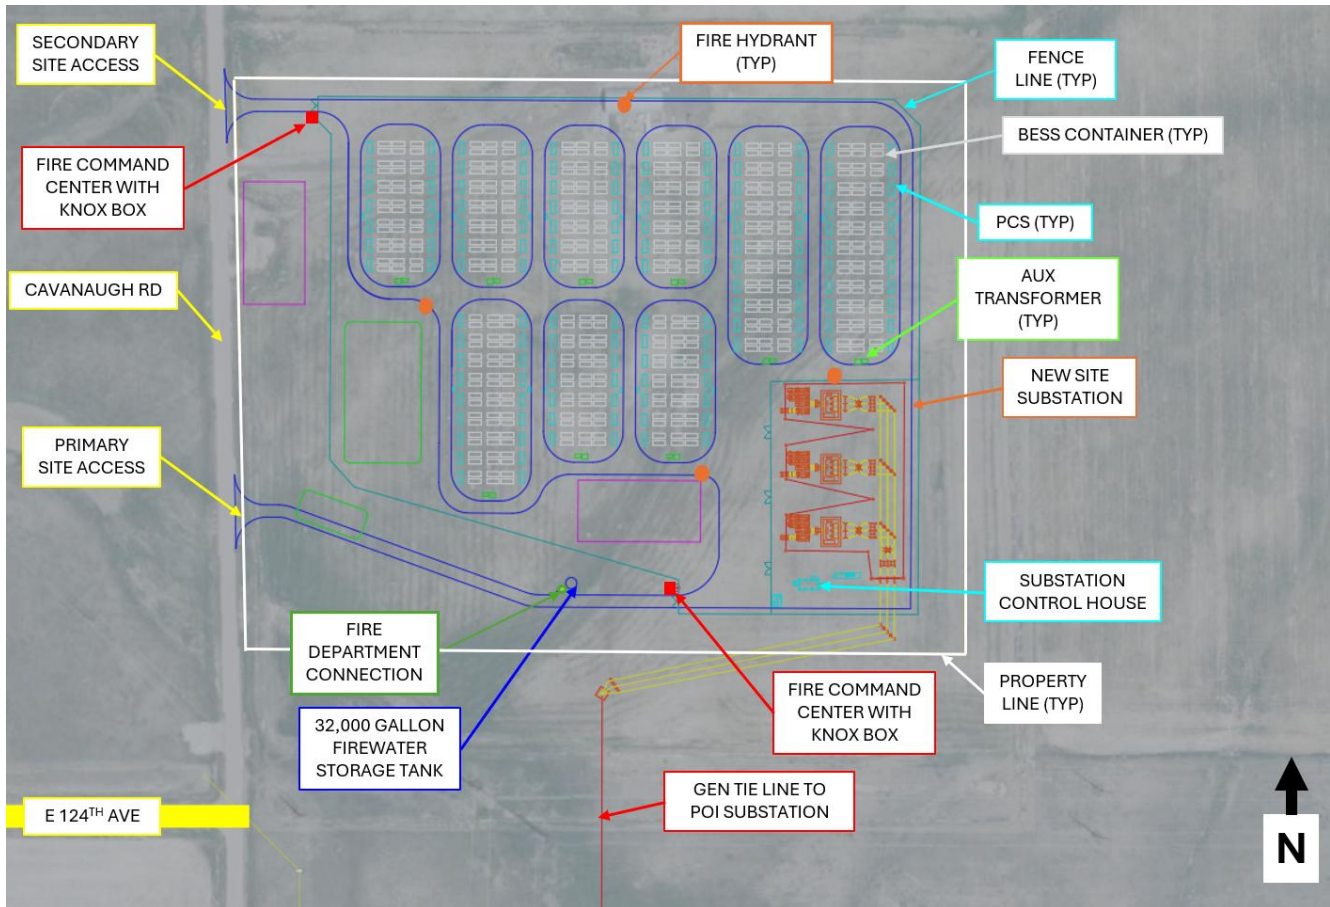 SECONDARY
SITE ACCESS
FIRE HYDRANT
(TYP)
FENCE
LINE (TYP)
BESS CONTAINER (TYP)
FIRE COMMAND
CENTER WITH
KNOX BOX
PCS (TYP)
CAVANAUGH RD
AUX
TRANSFORMER
(TYP)
NEW SITE
SUBSTATION
PRIMARY
SITE ACCESS
SUBSTATION
CONTROL HOUSE
FIRE
DEPARTMENT
CONNECTION
FIRE COMMAND
CENTER WITH
KNOX BOX
PROPERTY
LINE (TYP)
32,000 GALLON
FIREWATER
STORAGE TANK
GEN TIE LINE TO
POI SUBSTATION
E 124TH AVE
N